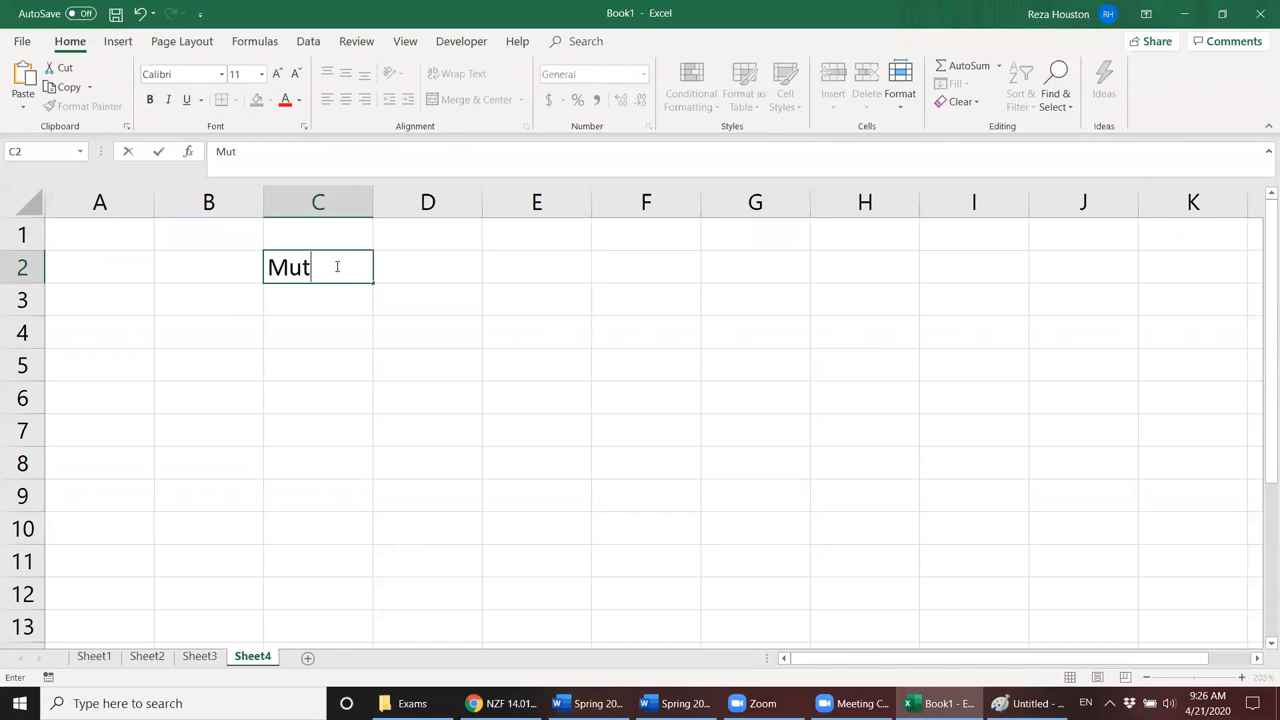 AutoSave Off Book1 - Excel Reza Houston RH
File Home Insert Page Layout Formulas Data Review View Developer Help Search Share Comments
Paste Cut Copy Format Painter Clipboard
Calibri 11 B I U Font
Wrap Text Merge & Center Alignment
General $ % , Number
Conditional Formatting Format as Table Cell Styles Styles
Insert Delete Format Cells
AutoSum Fill Clear Sort & Filter Find & Select Editing
Ideas Ideas
C2 fx Mut
A B C D E F G H I J K
1
2 Mut
3
4
5
6
7
8
9
10
11
12
13
Sheet1 Sheet2 Sheet3 Sheet4
Enter 205%
Type here to search Exams NZF 14.01... Spring 20... Spring 20... Zoom Meeting C... Book1 - E... Untitled - ... EN 9:26 AM
4/21/2020